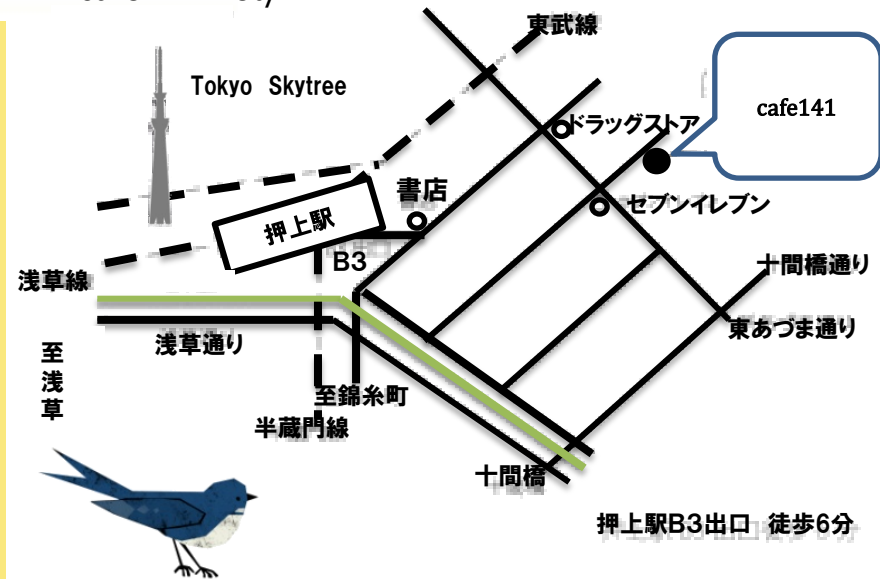 東武線
Tokyo Skytree
cafe141
ドラッグストア
書店
セブンイレブン
押上駅
B3
十間橋通り
浅草線
東あづま通り
浅草通り
至浅草
至錦糸町
半蔵門線
十間橋
押上駅B3出口 徒歩6分